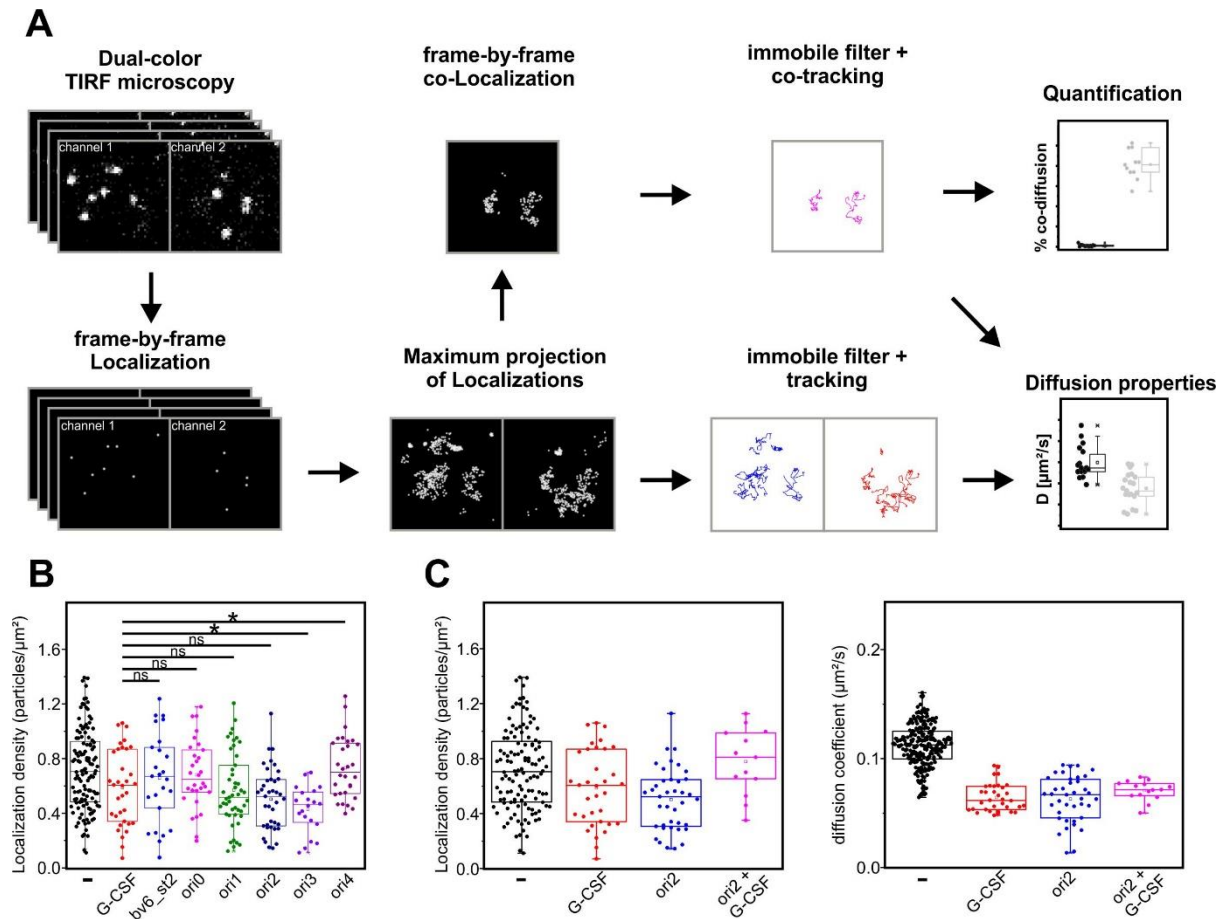 A
Dual-color
TIRF microscopy
channel 1
channel 2
frame-by-frame
co-Localization
immobile filter +
co-tracking
Quantification
% co-diffusion
frame-by-frame
Localization
channel 1
channel 2
Maximum projection
of Localizations
immobile filter +
tracking
Diffusion properties
D [µm²/s]
B
Localization density (particles/µm²)
1.6
1.2
0.8
0.4
0.0
*
*
ns
ns
ns
ns
-
G-CSF
bv6_st2
ori0
ori1
ori2
ori3
ori4
C
Localization density (particles/µm²)
1.6
1.2
0.8
0.4
0.0
-
G-CSF
ori2
ori2 +
G-CSF
diffusion coefficient (µm²/s)
0.2
0.1
0.0
-
G-CSF
ori2
ori2 +
G-CSF